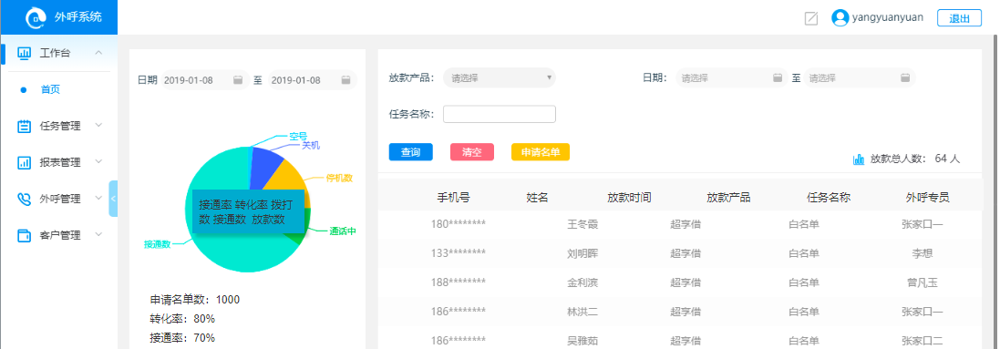 外呼系统
yangyuanyuan
退出
工作台
首页
任务管理
报表管理
外呼管理
客户管理
日期 2019-01-08 至 2019-01-08
空号
关机
停机数
通话中
接通数
接通率 转化率 拨打
数 接通数 放款数
申请名单数：1000
转化率：80%
接通率：70%
放款产品： 请选择 日期： 请选择 至 请选择
任务名称：
查询 清空 申请名单
放款总人数： 64 人
手机号 姓名 放款时间 放款产品 任务名称 外呼专员
180******** 王冬霞 超享借 白名单 张家口一
133******** 刘明晖 超享借 白名单 李想
188******** 金利滨 超享借 白名单 曾凡玉
186******** 林洪二 超享借 白名单 张家口一
186******** 吴雅茹 超享借 白名单 张家口二